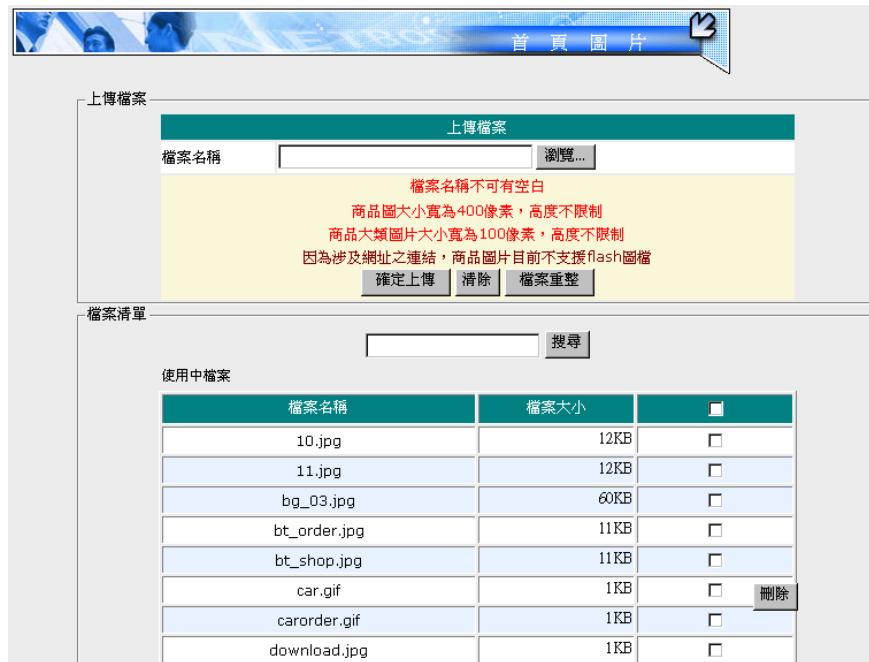 NETBOSS
首頁圖片
上傳檔案
上傳檔案
檔案名稱 瀏覽...
檔案名稱不可有空白
商品圖大小寬為400像素，高度不限制
商品大類圖片大小寬為100像素，高度不限制
因為涉及網址之連結，商品圖片目前不支援flash圖檔
確定上傳 清除 檔案重整
檔案清單
搜尋
使用中檔案
檔案名稱 檔案大小
10.jpg 12KB
11.jpg 12KB
bg_03.jpg 60KB
bt_order.jpg 11KB
bt_shop.jpg 11KB
car.gif 1KB
刪除
carorder.gif 1KB
download.jpg 1KB